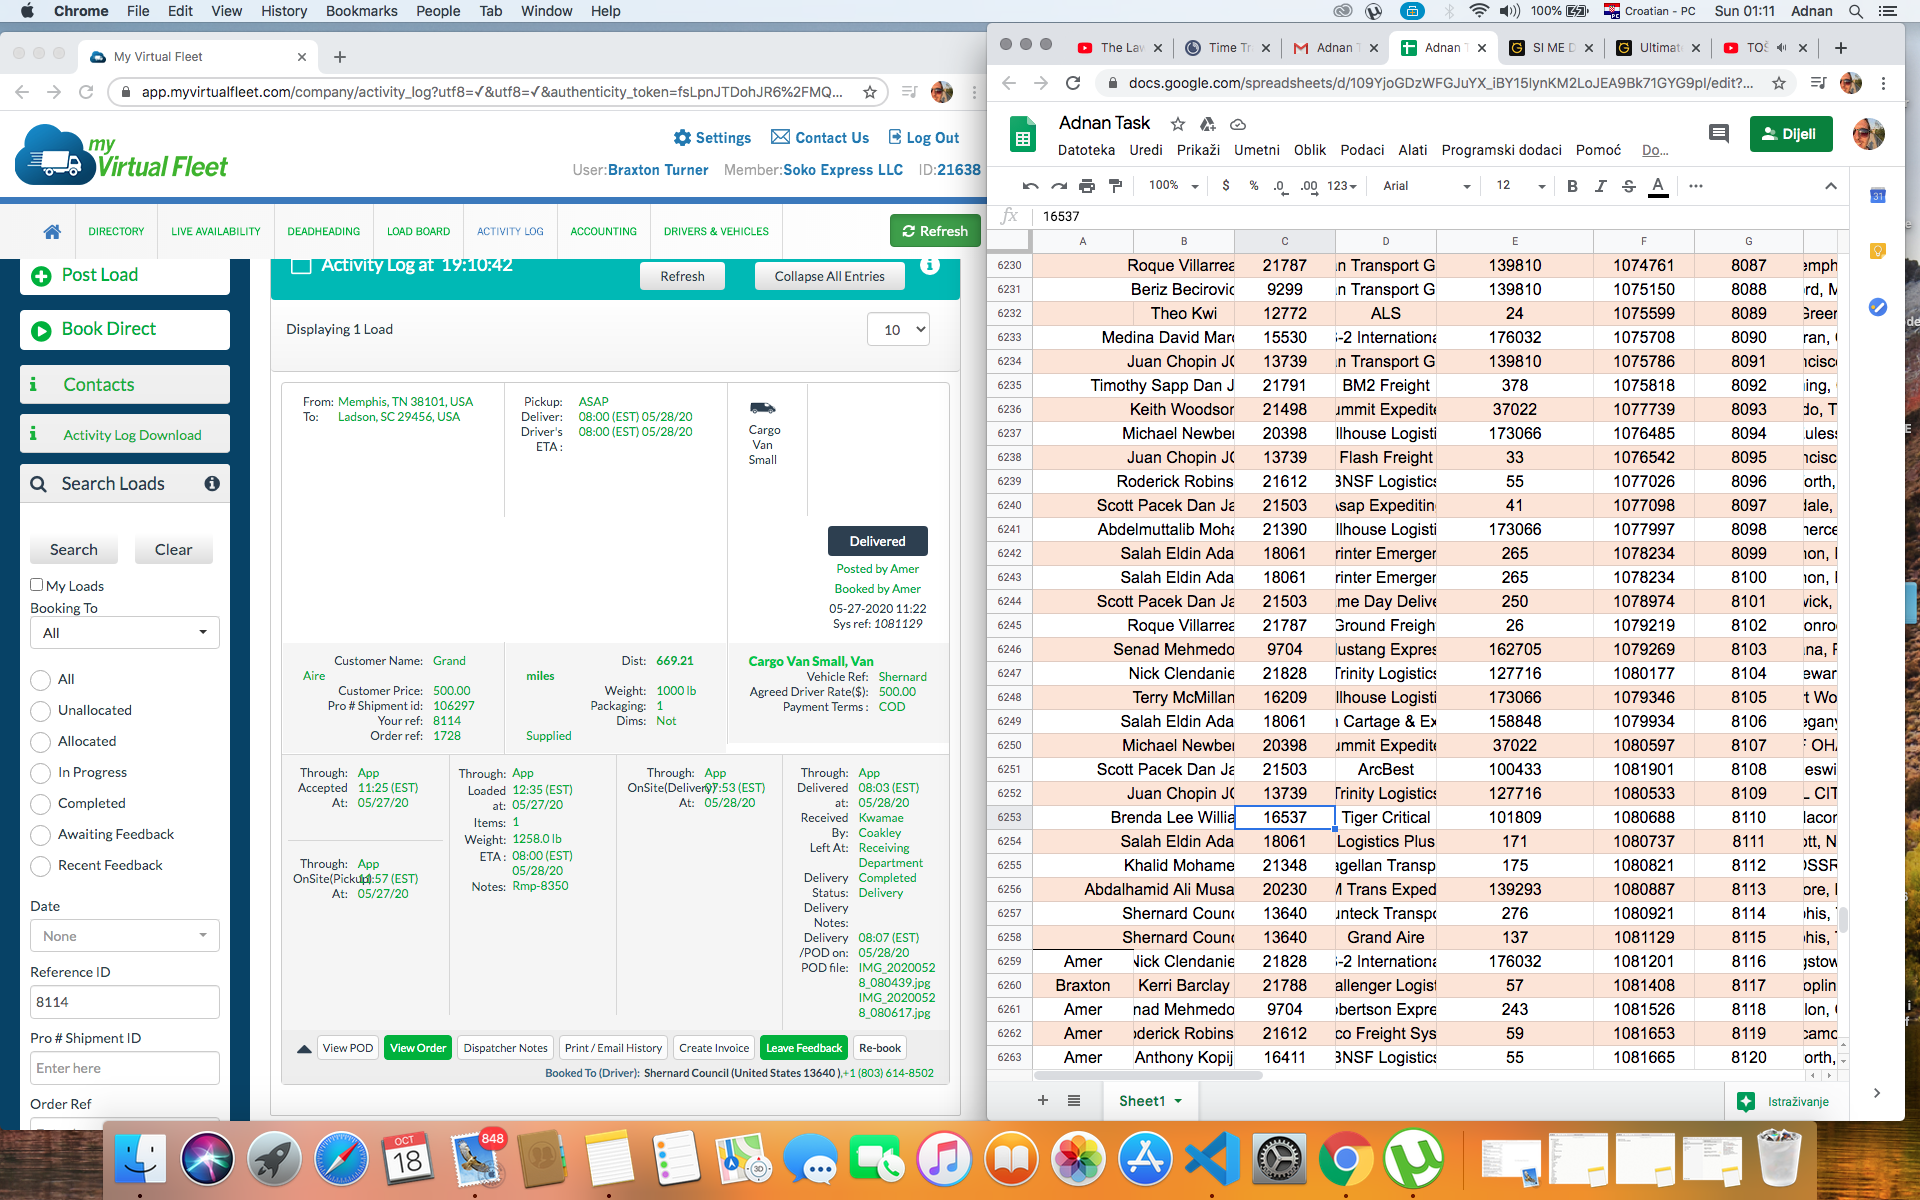 Chrome File Edit View History Bookmarks People Tab Window Help
100% Croatian - PC Sun 01:11 Adnan
My Virtual Fleet
app.myvirtualfleet.com/company/activity_log?utf8=✓&utf8=✓&authenticity_token=fsLpnJTDohJR6%2FMQ...
my
Virtual Fleet
Settings Contact Us Log Out
User:Braxton Turner Member:Soko Express LLC ID:21638
DIRECTORY LIVE AVAILABILITY DEADHEADING LOAD BOARD ACTIVITY LOG ACCOUNTING DRIVERS & VEHICLES
Refresh
Post Load
Book Direct
Contacts
Activity Log Download
Search Loads
Search Clear
My Loads
Booking To
All
All
Unallocated
Allocated
In Progress
Completed
Awaiting Feedback
Recent Feedback
Date
None
Reference ID
8114
Pro # Shipment ID
Enter here
Order Ref
Activity Log at 19:10:42
Refresh Collapse All Entries
Displaying 1 Load
10
From: Memphis, TN 38101, USA
To: Ladson, SC 29456, USA
Pickup: ASAP
Deliver: 08:00 (EST) 05/28/20
Driver's 08:00 (EST) 05/28/20
ETA :
Cargo
Van
Small
Delivered
Posted by Amer
Booked by Amer
05-27-2020 11:22
Sys ref: 1081129
Customer Name: Grand
Aire
Customer Price: 500.00
Pro # Shipment id: 106297
Your ref: 8114
Order ref: 1728
Dist: 669.21
miles
Weight: 1000 lb
Packaging: 1
Dims: Not
Supplied
Cargo Van Small, Van
Vehicle Ref: Shernard
Agreed Driver Rate($): 500.00
Payment Terms : COD
Through: App
Accepted 11:25 (EST)
At: 05/27/20
Through: App
OnSite(Pickup) :57 (EST)
At: 05/27/20
Through: App
Loaded 12:35 (EST)
at: 05/27/20
Items: 1
Weight: 1258.0 lb
ETA : 08:00 (EST)
05/28/20
Notes: Rmp-8350
Through: App
OnSite(Delivery) 07:53 (EST)
At: 05/28/20
Through: App
Delivered 08:03 (EST)
at: 05/28/20
Received Kwamae
By: Coakley
Left At: Receiving
Department
Delivery Completed
Status: Delivery
Delivery
Notes:
Delivery 08:07 (EST)
/POD on: 05/28/20
POD file: IMG_2020052
8_080439.jpg
IMG_2020052
8_080617.jpg
View POD View Order Dispatcher Notes Print / Email History Create Invoice Leave Feedback Re-book
Booked To (Driver): Shernard Council (United States 13640 ),+1 (803) 614-8502
The La Time Tr Adnan T Adnan T SI ME D Ultimat TOŠ
docs.google.com/spreadsheets/d/109YjoGDzWFGJuYX_iBY15lynKM2LoJEA9Bk71GYG9pI/edit?...
Adnan Task
Datoteka Uredi Prikaži Umetni Oblik Podaci Alati Programski dodaci Pomoć Do...
Dijeli
100% $ % .0 .00 123 Arial 12 B I S A
fx 16537
A B C D E F G
6230 Roque Villarrea 21787 n Transport G 139810 1074761 8087 emph
6231 Beriz Becirovic 9299 n Transport G 139810 1075150 8088 ord, M
6232 Theo Kwi 12772 ALS 24 1075599 8089 Green
6233 Medina David Marc 15530 S-2 Internationa 176032 1075708 8090 ran,
6234 Juan Chopin JC 13739 n Transport G 139810 1075786 8091 ncisc
6235 Timothy Sapp Dan J 21791 BM2 Freight 378 1075818 8092 ning,
6236 Keith Woodsor 21498 ummit Expedite 37022 1077739 8093 do, T
6237 Michael Newber 20398 llhouse Logisti 173066 1076485 8094 uless
6238 Juan Chopin JC 13739 Flash Freight 33 1076542 8095 ncisc
6239 Roderick Robins 21612 BNSF Logistics 55 1077026 8096 orth,
6240 Scott Pacek Dan Ja 21503 Asap Expeditin 41 1077098 8097 dale,
6241 Abdelmuttalib Moha 21390 llhouse Logisti 173066 1077997 8098 merce
6242 Salah Eldin Ada 18061 rinter Emerger 265 1078234 8099 non,
6243 Salah Eldin Ada 18061 rinter Emerger 265 1078234 8100 non,
6244 Scott Pacek Dan Ja 21503 me Day Delive 250 1078974 8101 wick,
6245 Roque Villarrea 21787 Ground Freigh 26 1079219 8102 onro
6246 Senad Mehmedo 9704 lustang Expres 162705 1079269 8103 ana, F
6247 Nick Clendanie 21828 Trinity Logistics 127716 1080177 8104 ewar
6248 Terry McMillan 16209 llhouse Logisti 173066 1079346 8105 rt Wo
6249 Salah Eldin Ada 18061 n Cartage & Ex 158848 1079934 8106 egany
6250 Michael Newber 20398 ummit Expedite 37022 1080597 8107 F OH
6251 Scott Pacek Dan Ja 21503 ArcBest 100433 1081901 8108 eswi
6252 Juan Chopin JC 13739 Trinity Logistics 127716 1080533 8109 L CIT
6253 Brenda Lee Willia 16537 Tiger Critical 101809 1080688 8110 lacor
6254 Salah Eldin Ada 18061 Logistics Plus 171 1080737 8111 ott, N
6255 Khalid Mohame 21348 agellan Transp 175 1080821 8112 OSSR
6256 Abdalhamid Ali Musa 20230 M Trans Exped 139293 1080887 8113 ore,
6257 Shernard Counc 13640 unteck Transpo 276 1080921 8114 phis,
6258 Shernard Counc 13640 Grand Aire 137 1081129 8115 phis,
6259 Amer Nick Clendanie 21828 S-2 Internationa 176032 1081201 8116 gstow
6260 Braxton Kerri Barclay 21788 allenger Logist 57 1081408 8117 oplin
6261 Amer nad Mehmedo 9704 obertson Expre 243 1081526 8118 lon,
6262 Amer oderick Robins 21612 co Freight Sys 59 1081653 8119 camo
6263 Amer Anthony Kopij 16411 BNSF Logistics 55 1081665 8120 orth,
Sheet1
Istraživanje
31
OCT
18
848
3D